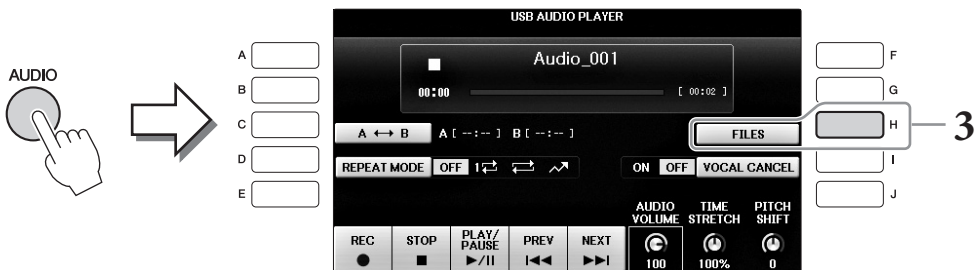 USB AUDIO PLAYER
AUDIO
A
B
C
D
E
Audio_001
00:00 [ 00:02 ]
A ↔ B A [ --:-- ] B [ --:-- ]
FILES
REPEAT MODE OFF 1
ON OFF VOCAL CANCEL
AUDIO VOLUME
TIME STRETCH
PITCH SHIFT
REC
STOP
PLAY/PAUSE
PREV
NEXT
100
100%
0
F
G
H
I
J
3